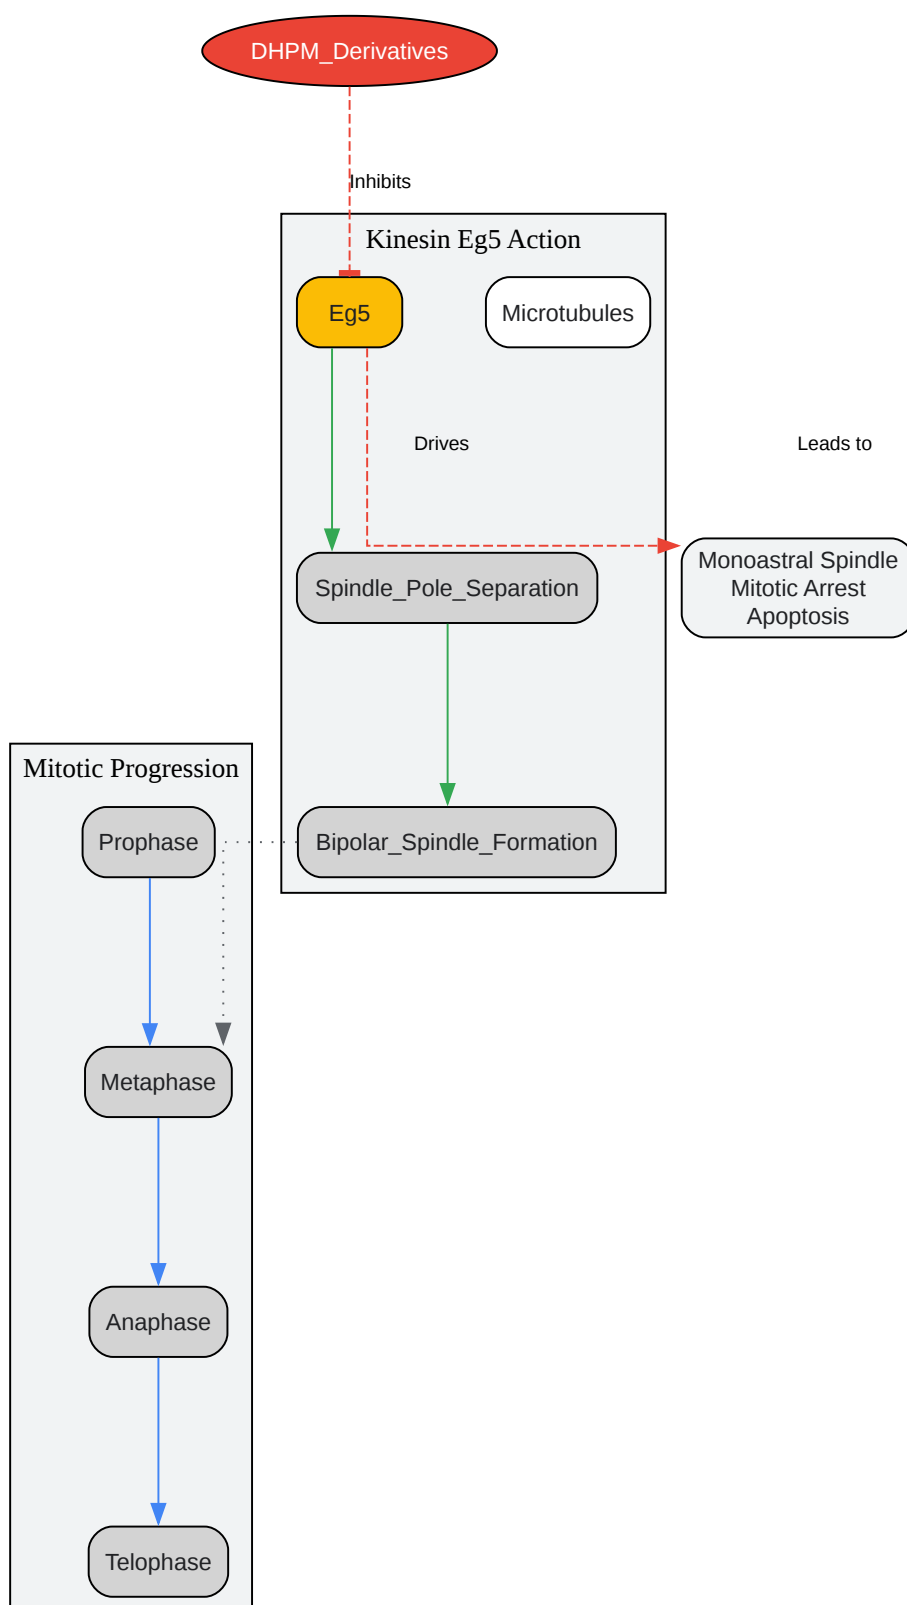 DHPM_Derivatives
Inhibits
Kinesin Eg5 Action
Eg5
Microtubules
Drives
Leads to
Monoastral Spindle
Mitotic Arrest
Apoptosis
Spindle_Pole_Separation
Mitotic Progression
Prophase
Bipolar_Spindle_Formation
Metaphase
Anaphase
Telophase